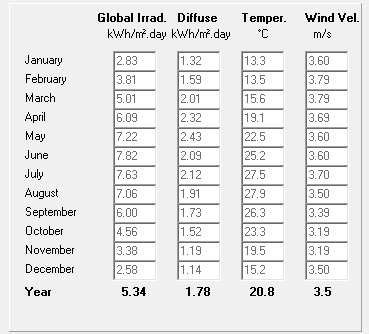 Global Irrad. Diffuse Temper. Wind Vel.
kWh/m².day kWh/m².day °C m/s
January 2.83 1.32 13.3 3.60
February 3.81 1.59 13.5 3.79
March 5.01 2.01 15.6 3.79
April 6.09 2.32 19.1 3.69
May 7.22 2.43 22.5 3.60
June 7.82 2.09 25.2 3.60
July 7.63 2.12 27.5 3.70
August 7.06 1.91 27.9 3.50
September 6.00 1.73 26.3 3.39
October 4.56 1.52 23.3 3.19
November 3.38 1.19 19.5 3.19
December 2.58 1.14 15.2 3.50
Year 5.34 1.78 20.8 3.5